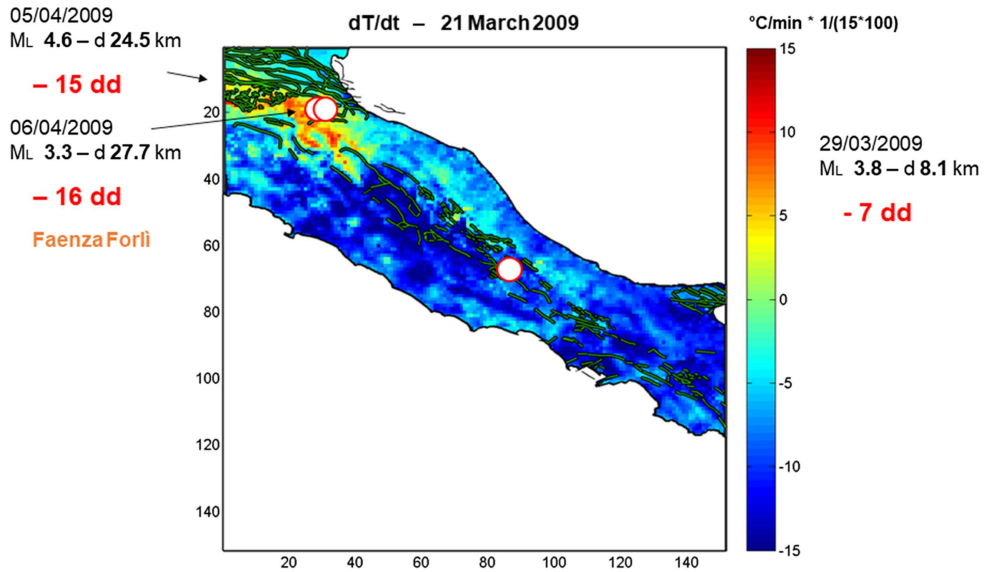 05/04/2009
ML 4.6 – d 24.5 km
– 15 dd
06/04/2009
ML 3.3 – d 27.7 km
– 16 dd
Faenza Forlì
dT/dt – 21 March 2009
20
40
60
80
100
120
140
20
40
60
80
100
120
140
°C/min * 1/(15*100)
15
10
5
0
-5
-10
-15
29/03/2009
ML 3.8 – d 8.1 km
- 7 dd